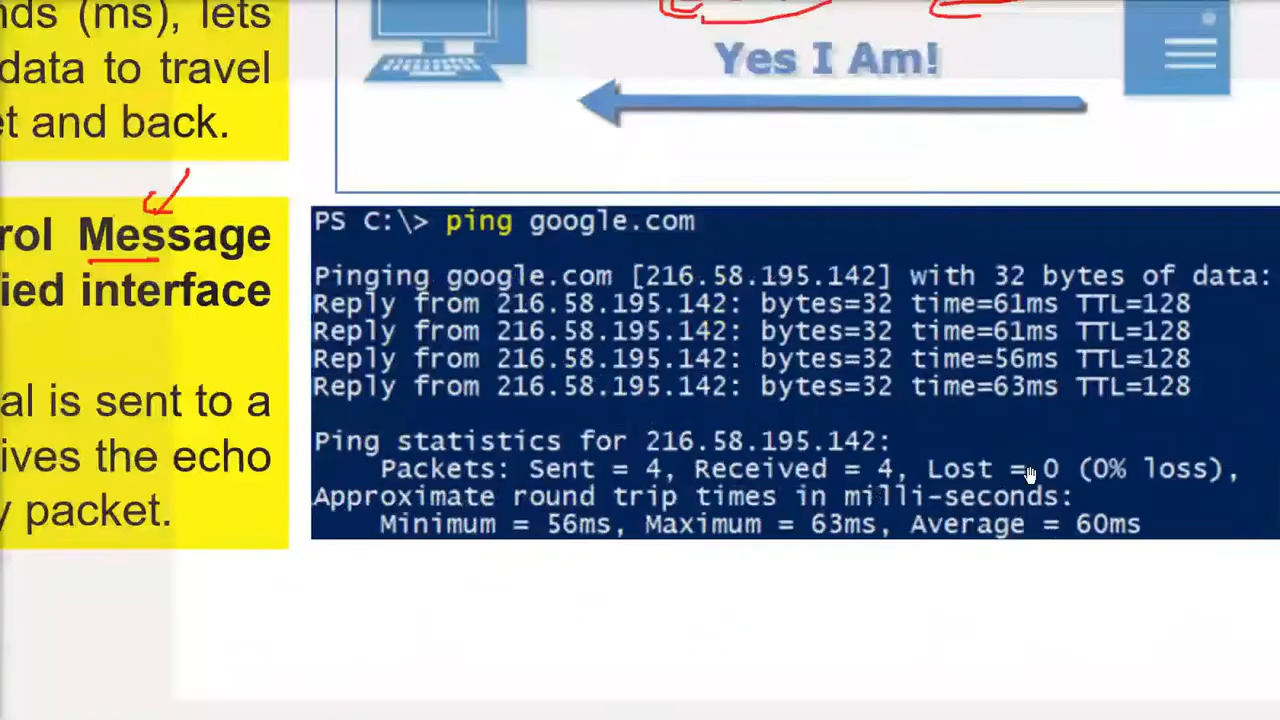 nds (ms), lets
data to travel
et and back.
rol Message
ied interface
al is sent to a
ives the echo
y packet.
Yes I Am!
PS C:\> ping google.com
Pinging google.com [216.58.195.142] with 32 bytes of data:
Reply from 216.58.195.142: bytes=32 time=61ms TTL=128
Reply from 216.58.195.142: bytes=32 time=61ms TTL=128
Reply from 216.58.195.142: bytes=32 time=56ms TTL=128
Reply from 216.58.195.142: bytes=32 time=63ms TTL=128
Ping statistics for 216.58.195.142:
Packets: Sent = 4, Received = 4, Lost = 0 (0% loss),
Approximate round trip times in milli-seconds:
Minimum = 56ms, Maximum = 63ms, Average = 60ms